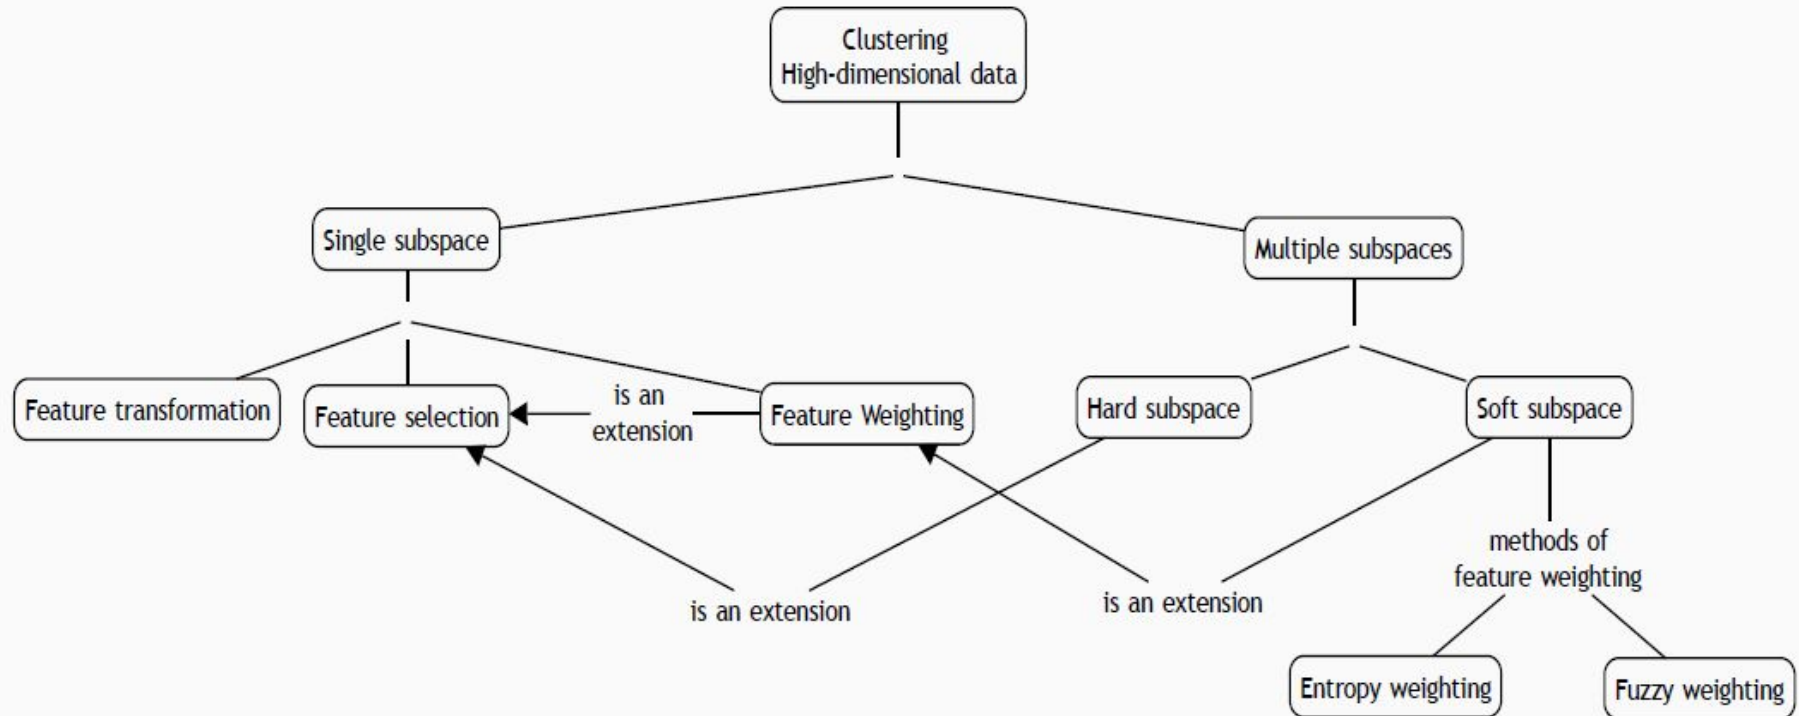 Clustering
High-dimensional data
Single subspace
Multiple subspaces
Feature transformation
Feature selection
is an
extension
Feature Weighting
Hard subspace
Soft subspace
methods of
feature weighting
is an extension
is an extension
Entropy weighting
Fuzzy weighting